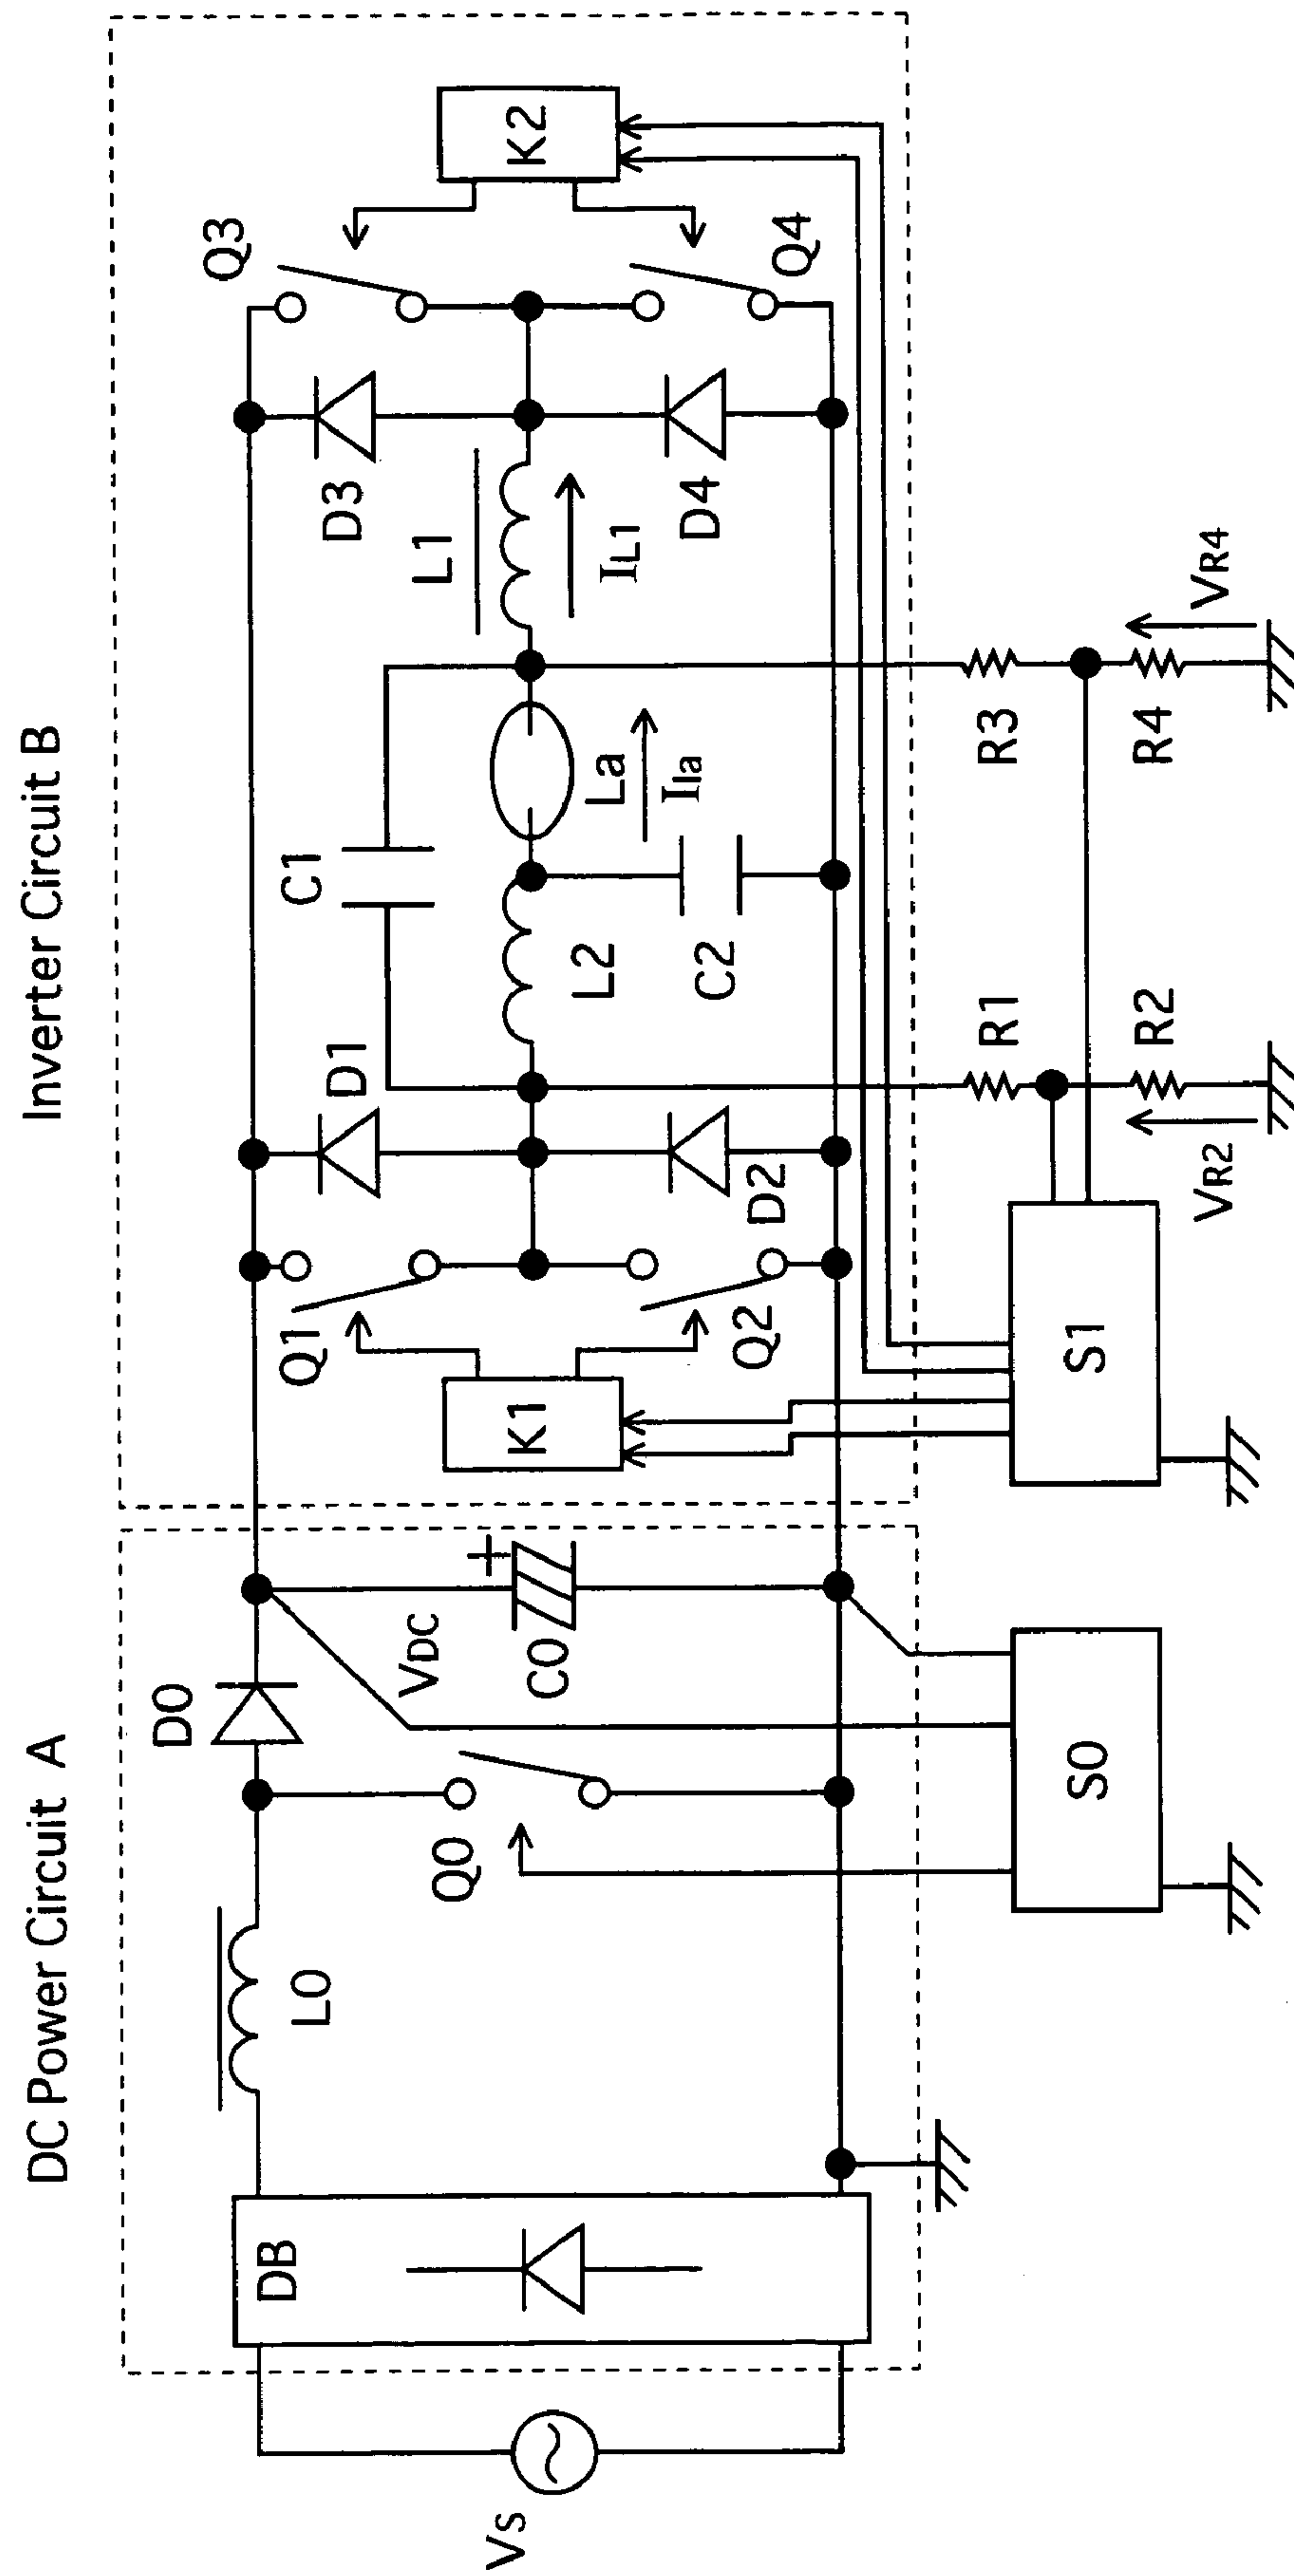 DC Power Circuit A
Inverter Circuit B
Vs
DB
L0
D0
Q0
VDC
C0
S0
K1
Q1
Q2
D1
D2
C1
L2
C2
La
Ila
L1
IL1
D3
D4
Q3
Q4
K2
S1
R1
R2
VR2
R3
R4
VR4